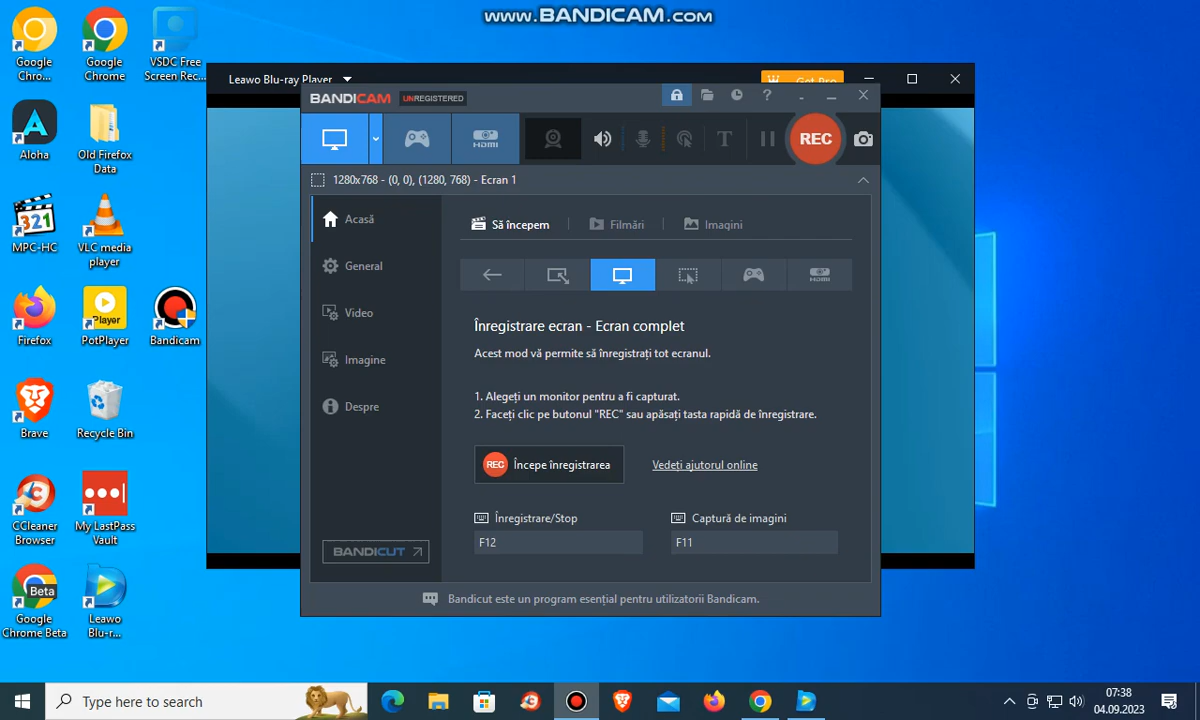 www.BANDICAM.com
Google Chro...
Google Chrome
VSDC Free Screen Rec...
Aloha
Old Firefox Data
MPC-HC
VLC media player
Firefox
PotPlayer
Bandicam
Brave
Recycle Bin
CCleaner Browser
My LastPass Vault
Google Chrome Beta
Leawo Blu-r...
321
Player
Beta
Leawo Blu-ray Player
Get Pro
BANDICAM UNREGISTERED
HDMI
REC
1280x768 - (0, 0), (1280, 768) - Ecran 1
Acasă
General
Video
Imagine
Despre
BANDICUT
Să începem
Filmări
Imagini
HDMI
Înregistrare ecran - Ecran complet
Acest mod vă permite să înregistrați tot ecranul.
1. Alegeți un monitor pentru a fi capturat.
2. Faceți clic pe butonul "REC" sau apăsați tasta rapidă de înregistrare.
REC Începe înregistrarea
Vedeti ajutorul online
Înregistrare/Stop
Captură de imagini
F12
F11
Bandicut este un program esențial pentru utilizatorii Bandicam.
Type here to search
07:38
04.09.2023